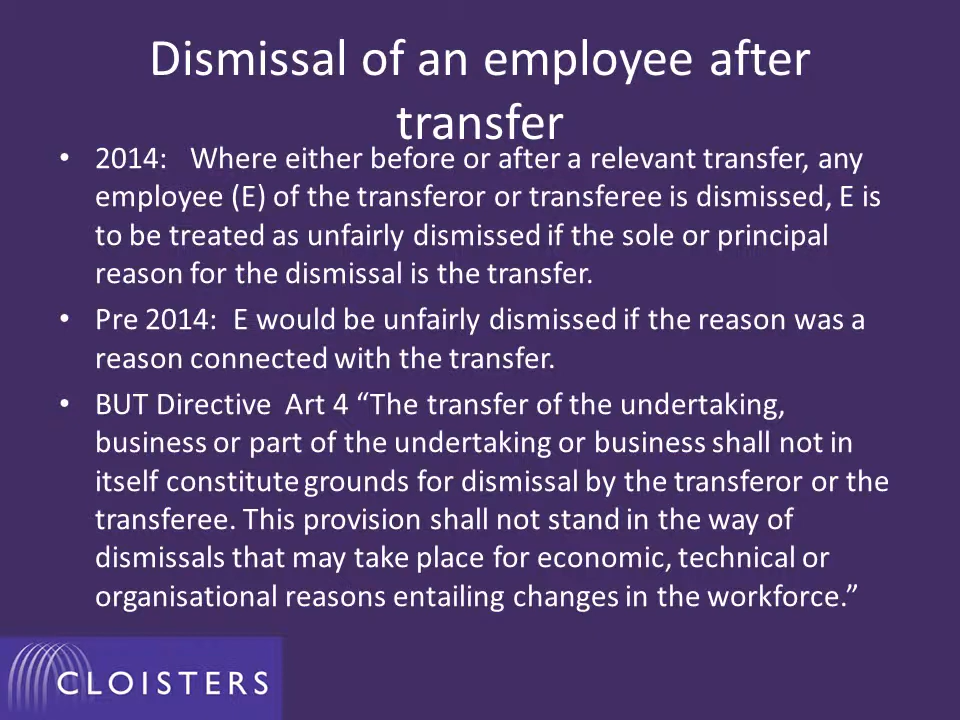 Dismissal of an employee after
transfer
• 2014: Where either before or after a relevant transfer, any
employee (E) of the transferor or transferee is dismissed, E is
to be treated as unfairly dismissed if the sole or principal
reason for the dismissal is the transfer.
• Pre 2014: E would be unfairly dismissed if the reason was a
reason connected with the transfer.
• BUT Directive Art 4 “The transfer of the undertaking,
business or part of the undertaking or business shall not in
itself constitute grounds for dismissal by the transferor or the
transferee. This provision shall not stand in the way of
dismissals that may take place for economic, technical or
organisational reasons entailing changes in the workforce.”
CLOISTERS